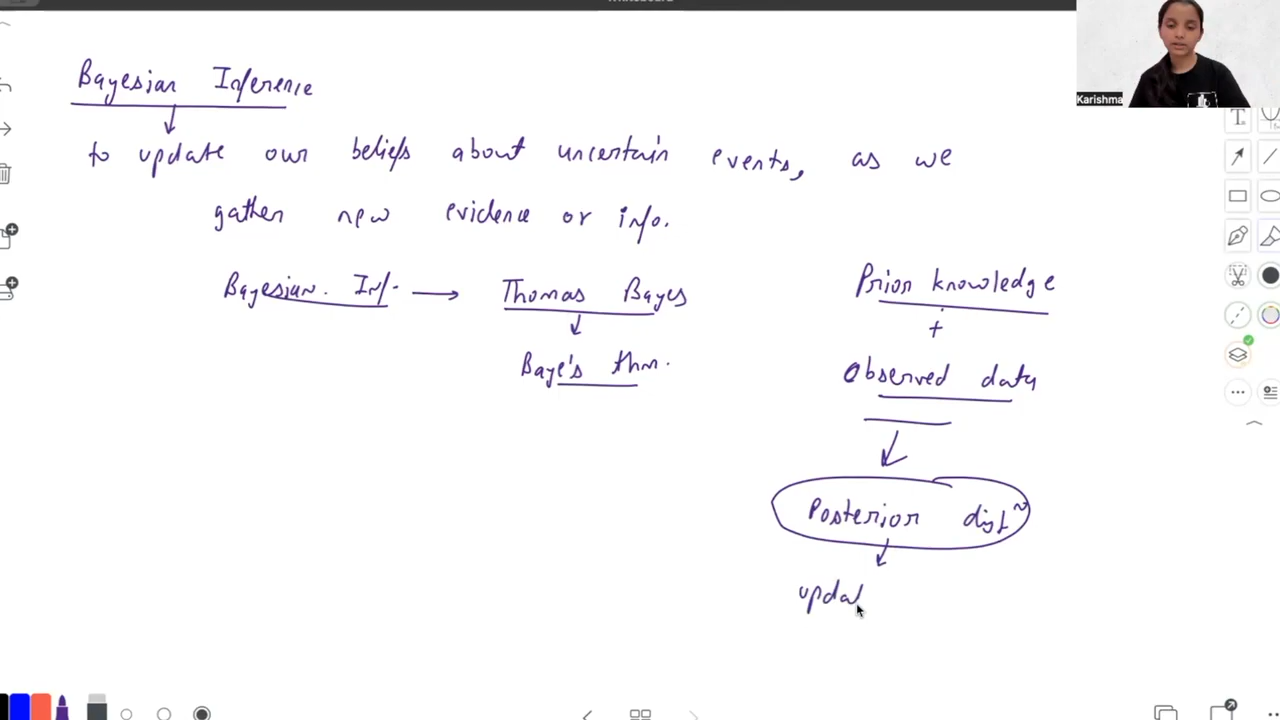 Bayesian Inference
to update our beliefs about uncertain events, as we
gather new evidence or info.
Bayesian. Inf. → Thomas Bayes
Baye's thm.
Prior knowledge
+
Observed data
Posterior distⁿ
updat
Karishma